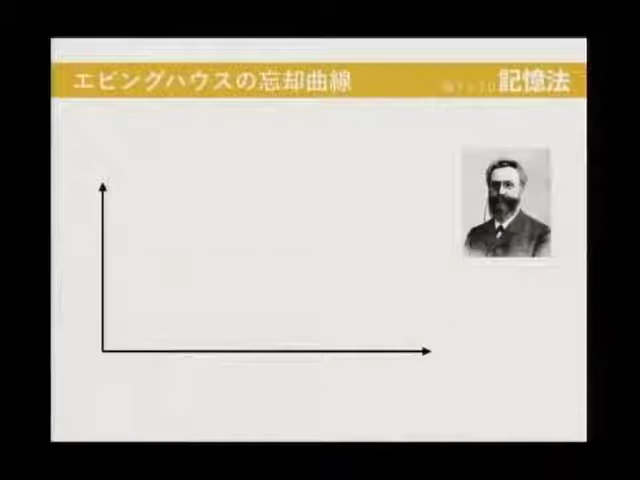 エビングハウスの忘却曲線
記憶法